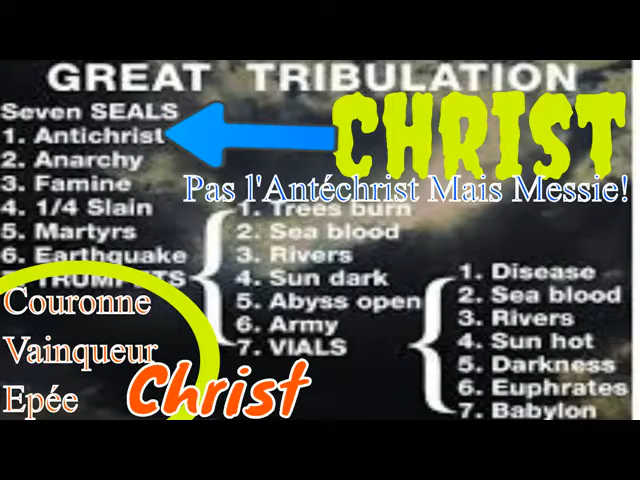 GREAT TRIBULATION
Seven SEALS
1. Antichrist
CHRIST
2. Anarchy
3. Famine
Pas l'Antéchrist Mais Messie!
4. 1/4 Slain
5. Martyrs
6. Earthquake
7. TRUMPETS
1. Trees burn
2. Sea blood
3. Rivers
4. Sun dark
5. Abyss open
6. Army
7. VIALS
1. Disease
2. Sea blood
3. Rivers
4. Sun hot
5. Darkness
6. Euphrates
7. Babylon
Couronne
Vainqueur
Epée
Christ